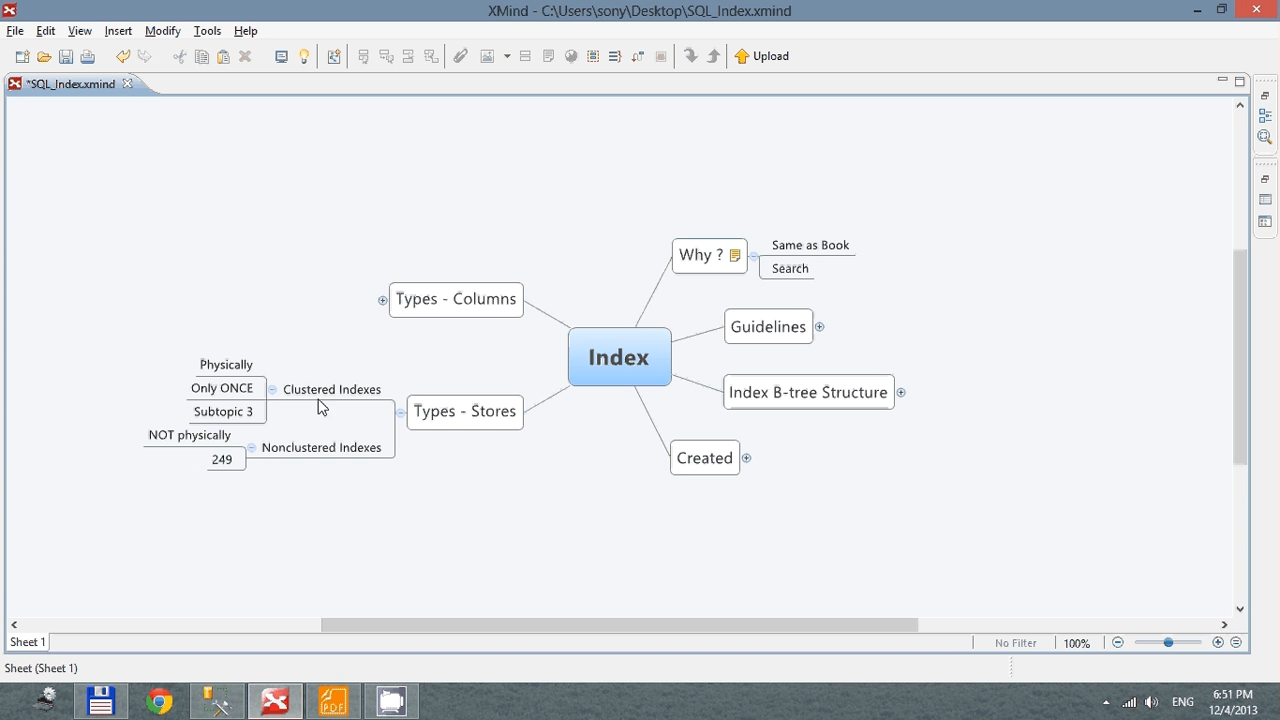 XMind - C:\Users\sony\Desktop\SQL_Index.xmind
File Edit View Insert Modify Tools Help
Upload
*SQL_Index.xmind
Why ?
Same as Book
Search
Types - Columns
Guidelines
Index
Physically
Only ONCE
Clustered Indexes
Subtopic 3
Types - Stores
Index B-tree Structure
NOT physically
Nonclustered Indexes
249
Created
Sheet 1
No Filter
100%
Sheet (Sheet 1)
PDF
ENG
6:51 PM
12/4/2013